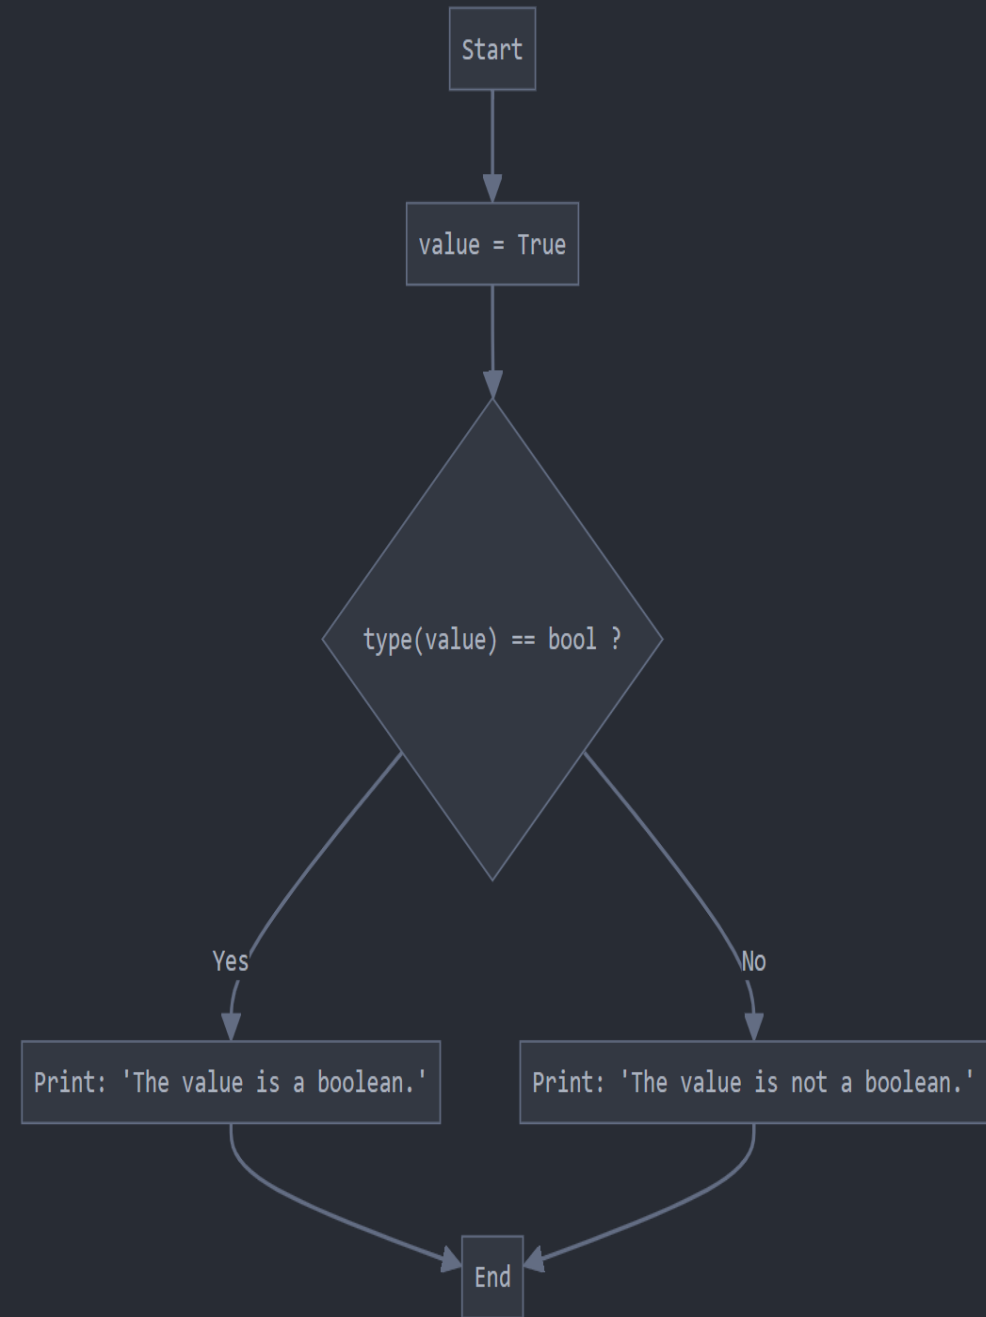 Start
value = True
type(value) == bool ?
Yes
No
Print: 'The value is a boolean.'
Print: 'The value is not a boolean.'
End